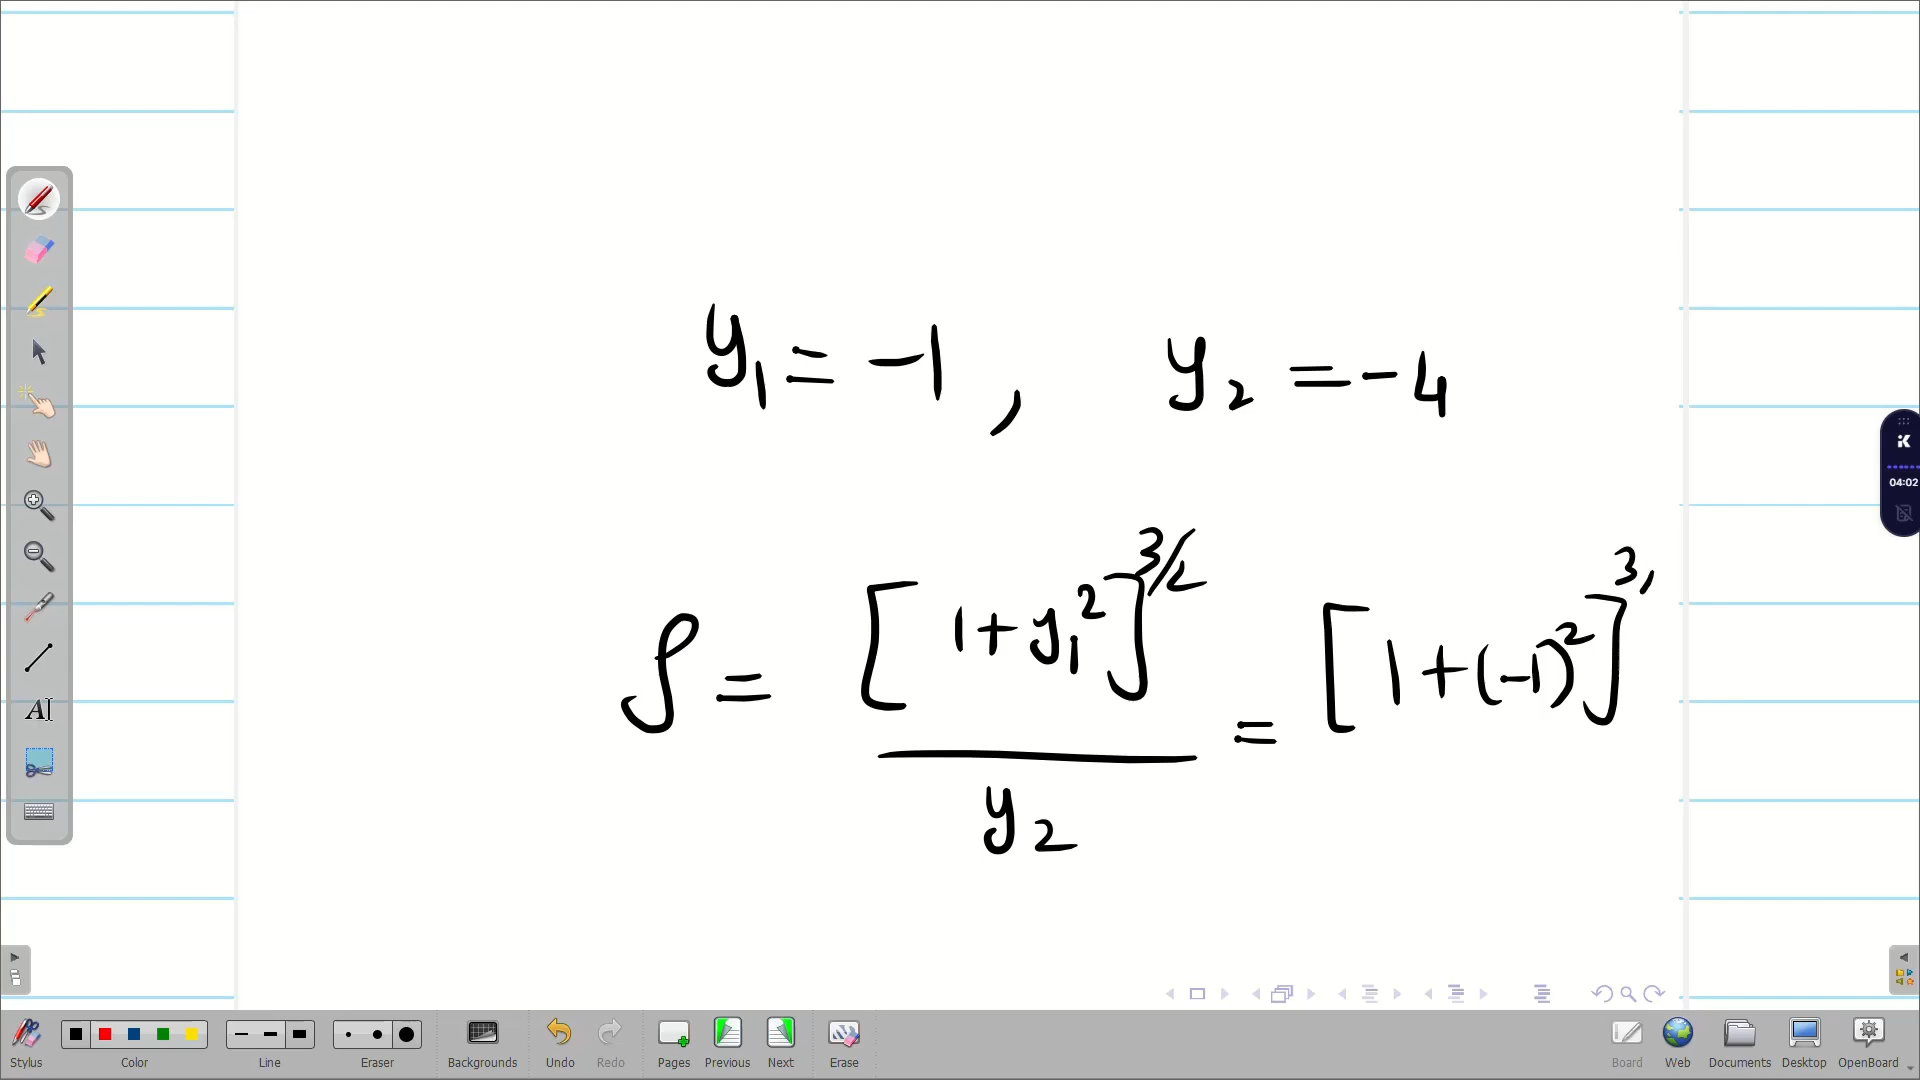 y₁ = -1 , y₂ = -4
ρ = [1+y₁²]^3/2 / y₂ = [1+(-1)²]^3,
04:02
Stylus Color Line Eraser Backgrounds Undo Redo Pages Previous Next Erase Board Web Documents Desktop OpenBoard